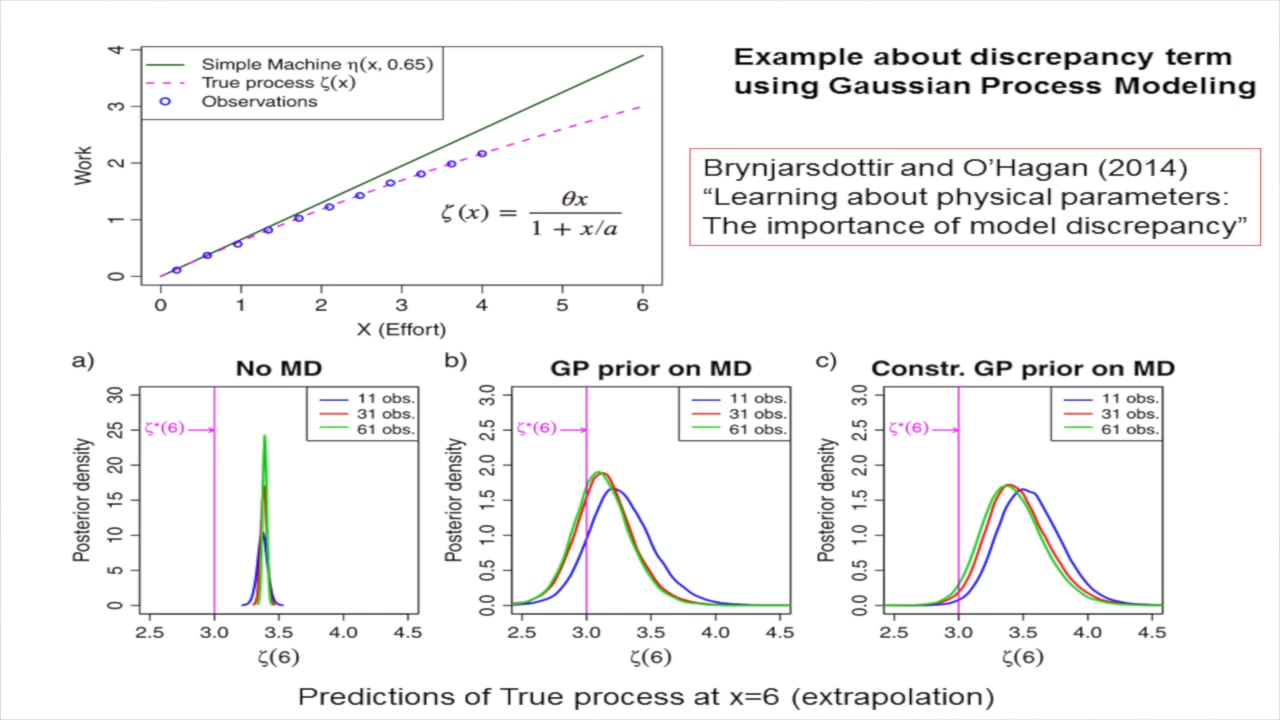 Example about discrepancy term
using Gaussian Process Modeling
Brynjarsdottir and O'Hagan (2014)
“Learning about physical parameters:
The importance of model discrepancy”
Simple Machine η(x, 0.65)
True process ζ(x)
Observations
Work
0
1
2
3
4
ζ(x) = θx / 1 + x/a
0 1 2 3 4 5 6
X (Effort)
a) No MD
11 obs.
31 obs.
61 obs.
ζ*(6)
Posterior density
0 5 10 15 20 25 30
2.5 3.0 3.5 4.0 4.5
ζ(6)
b) GP prior on MD
11 obs.
31 obs.
61 obs.
ζ*(6)
Posterior density
0.0 0.5 1.0 1.5 2.0 2.5 3.0
2.5 3.0 3.5 4.0 4.5
ζ(6)
c) Constr. GP prior on MD
11 obs.
31 obs.
61 obs.
ζ*(6)
Posterior density
0.0 0.5 1.0 1.5 2.0 2.5 3.0
2.5 3.0 3.5 4.0 4.5
ζ(6)
Predictions of True process at x=6 (extrapolation)